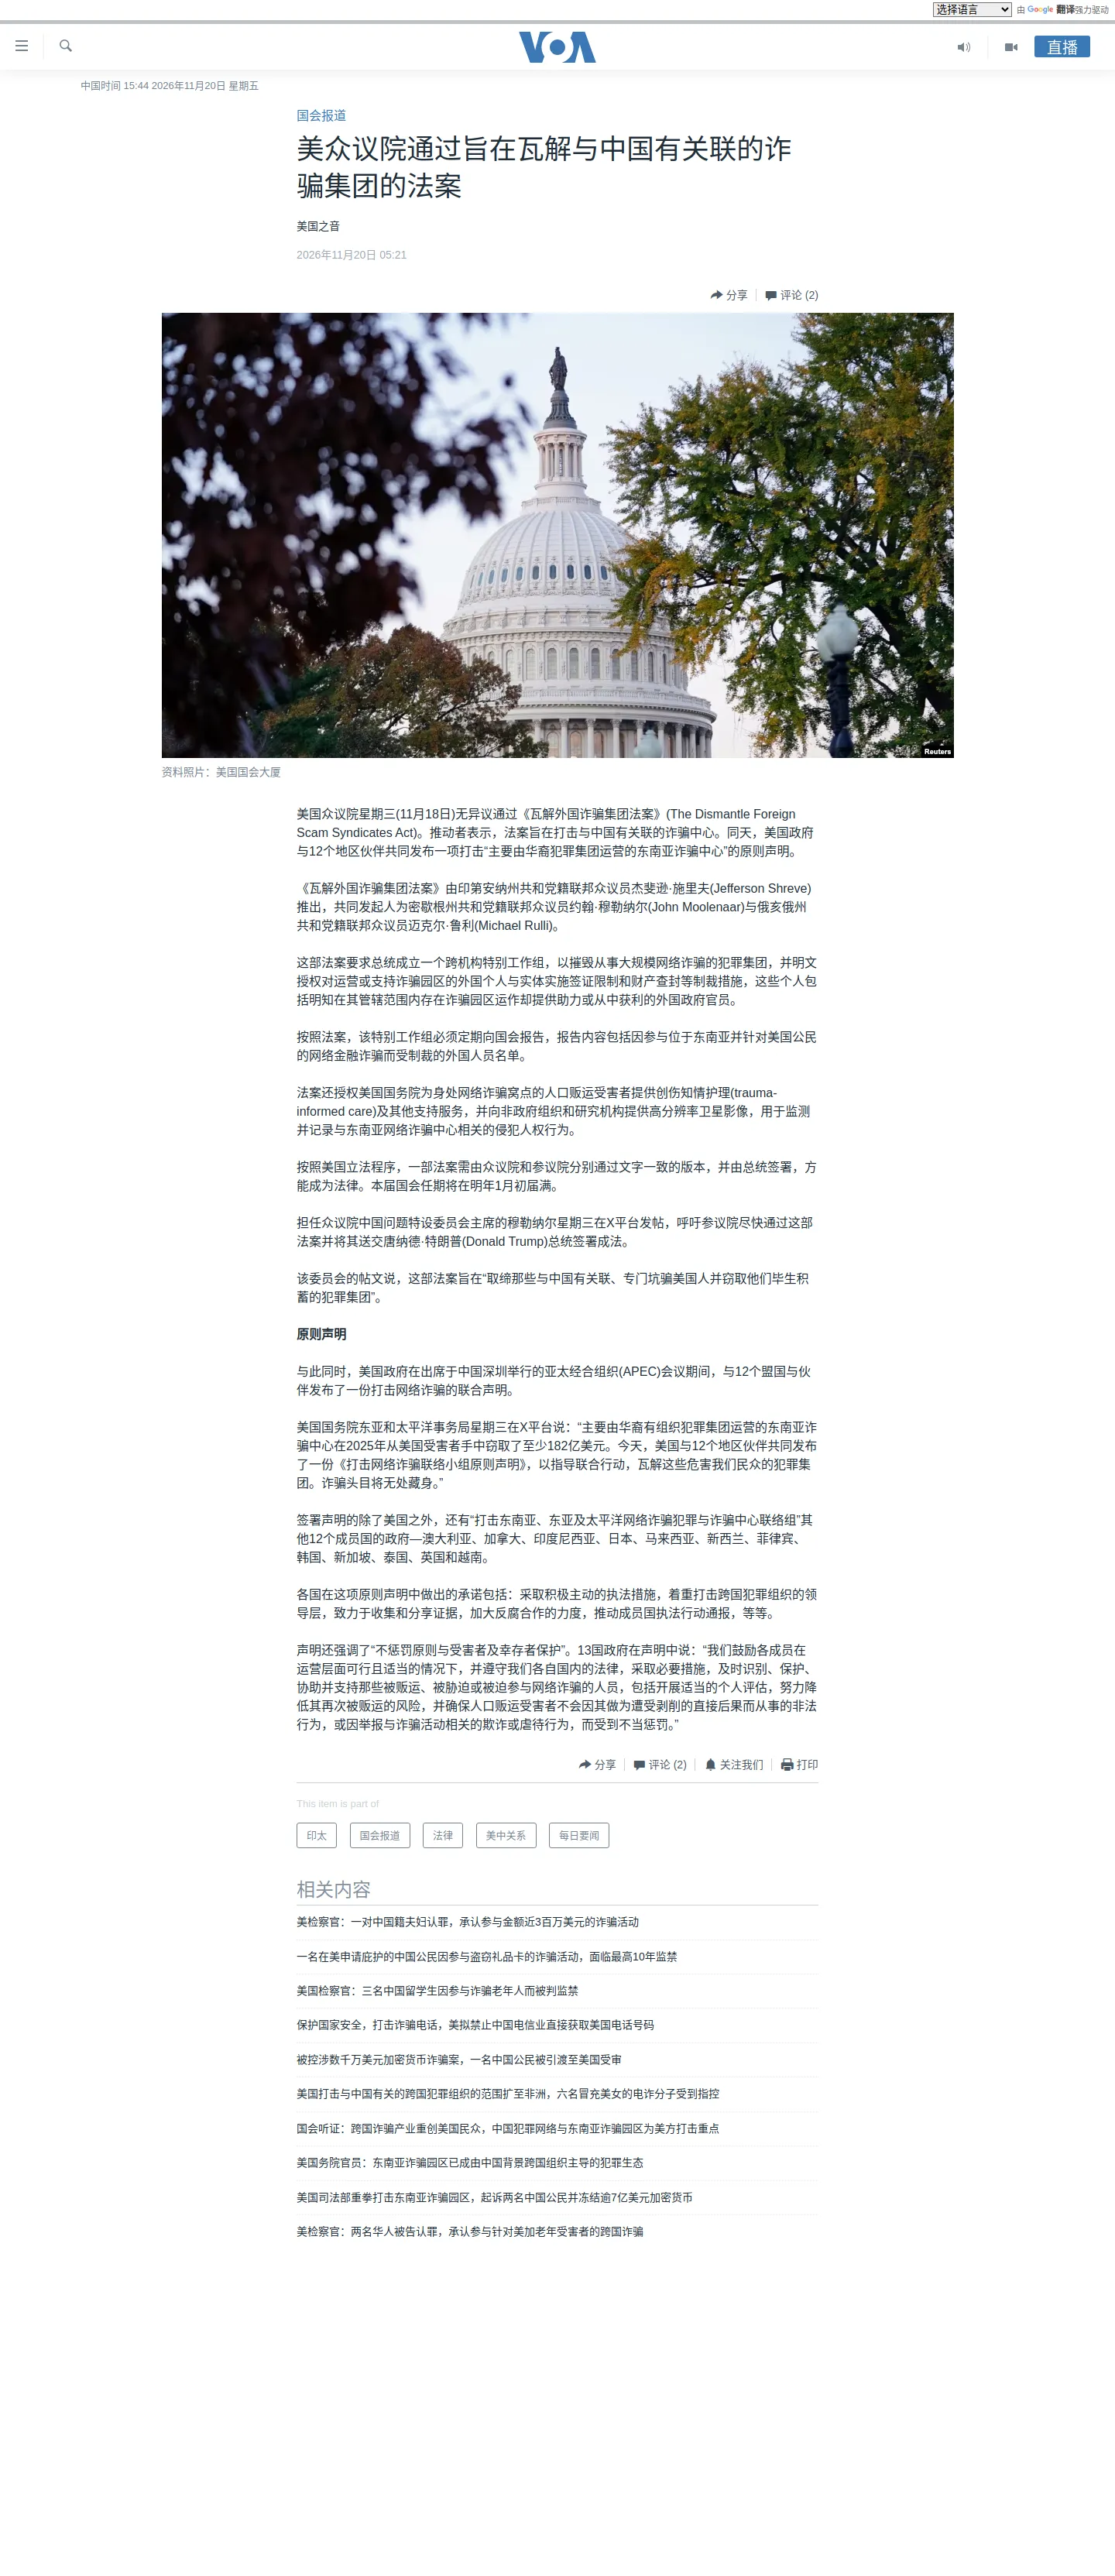 选择语言 由 Google 翻译强力驱动
VOA
直播
中国时间 15:44 2026年11月20日 星期五
国会报道
美众议院通过旨在瓦解与中国有关联的诈
骗集团的法案
美国之音
2026年11月20日 05:21
分享 评论 (2)
Reuters
资料照片：美国国会大厦
美国众议院星期三(11月18日)无异议通过《瓦解外国诈骗集团法案》(The Dismantle Foreign
Scam Syndicates Act)。推动者表示，法案旨在打击与中国有关联的诈骗中心。同天，美国政府
与12个地区伙伴共同发布一项打击“主要由华裔犯罪集团运营的东南亚诈骗中心”的原则声明。
《瓦解外国诈骗集团法案》由印第安纳州共和党籍联邦众议员杰斐逊·施里夫(Jefferson Shreve)
推出，共同发起人为密歇根州共和党籍联邦众议员约翰·穆勒纳尔(John Moolenaar)与俄亥俄州
共和党籍联邦众议员迈克尔·鲁利(Michael Rulli)。
这部法案要求总统成立一个跨机构特别工作组，以摧毁从事大规模网络诈骗的犯罪集团，并明文
授权对运营或支持诈骗园区的外国个人与实体实施签证限制和财产查封等制裁措施，这些个人包
括明知在其管辖范围内存在诈骗园区运作却提供助力或从中获利的外国政府官员。
按照法案，该特别工作组必须定期向国会报告，报告内容包括因参与位于东南亚并针对美国公民
的网络金融诈骗而受制裁的外国人员名单。
法案还授权美国国务院为身处网络诈骗窝点的人口贩运受害者提供创伤知情护理(trauma-
informed care)及其他支持服务，并向非政府组织和研究机构提供高分辨率卫星影像，用于监测
并记录与东南亚网络诈骗中心相关的侵犯人权行为。
按照美国立法程序，一部法案需由众议院和参议院分别通过文字一致的版本，并由总统签署，方
能成为法律。本届国会任期将在明年1月初届满。
担任众议院中国问题特设委员会主席的穆勒纳尔星期三在X平台发帖，呼吁参议院尽快通过这部
法案并将其送交唐纳德·特朗普(Donald Trump)总统签署成法。
该委员会的帖文说，这部法案旨在“取缔那些与中国有关联、专门坑骗美国人并窃取他们毕生积
蓄的犯罪集团”。
原则声明
与此同时，美国政府在出席于中国深圳举行的亚太经合组织(APEC)会议期间，与12个盟国与伙
伴发布了一份打击网络诈骗的联合声明。
美国国务院东亚和太平洋事务局星期三在X平台说：“主要由华裔有组织犯罪集团运营的东南亚诈
骗中心在2025年从美国受害者手中窃取了至少182亿美元。今天，美国与12个地区伙伴共同发布
了一份《打击网络诈骗联络小组原则声明》，以指导联合行动，瓦解这些危害我们民众的犯罪集
团。诈骗头目将无处藏身。”
签署声明的除了美国之外，还有“打击东南亚、东亚及太平洋网络诈骗犯罪与诈骗中心联络组”其
他12个成员国的政府—澳大利亚、加拿大、印度尼西亚、日本、马来西亚、新西兰、菲律宾、
韩国、新加坡、泰国、英国和越南。
各国在这项原则声明中做出的承诺包括：采取积极主动的执法措施，着重打击跨国犯罪组织的领
导层，致力于收集和分享证据，加大反腐合作的力度，推动成员国执法行动通报，等等。
声明还强调了“不惩罚原则与受害者及幸存者保护”。13国政府在声明中说：“我们鼓励各成员在
运营层面可行且适当的情况下，并遵守我们各自国内的法律，采取必要措施，及时识别、保护、
协助并支持那些被贩运、被胁迫或被迫参与网络诈骗的人员，包括开展适当的个人评估，努力降
低其再次被贩运的风险，并确保人口贩运受害者不会因其做为遭受剥削的直接后果而从事的非法
行为，或因举报与诈骗活动相关的欺诈或虐待行为，而受到不当惩罚。”
分享 评论 (2) 关注我们 打印
This item is part of
印太 国会报道 法律 美中关系 每日要闻
相关内容
美检察官：一对中国籍夫妇认罪，承认参与金额近3百万美元的诈骗活动
一名在美申请庇护的中国公民因参与盗窃礼品卡的诈骗活动，面临最高10年监禁
美国检察官：三名中国留学生因参与诈骗老年人而被判监禁
保护国家安全，打击诈骗电话，美拟禁止中国电信业直接获取美国电话号码
被控涉数千万美元加密货币诈骗案，一名中国公民被引渡至美国受审
美国打击与中国有关的跨国犯罪组织的范围扩至非洲，六名冒充美女的电诈分子受到指控
国会听证：跨国诈骗产业重创美国民众，中国犯罪网络与东南亚诈骗园区为美方打击重点
美国务院官员：东南亚诈骗园区已成由中国背景跨国组织主导的犯罪生态
美国司法部重拳打击东南亚诈骗园区，起诉两名中国公民并冻结逾7亿美元加密货币
美检察官：两名华人被告认罪，承认参与针对美加老年受害者的跨国诈骗